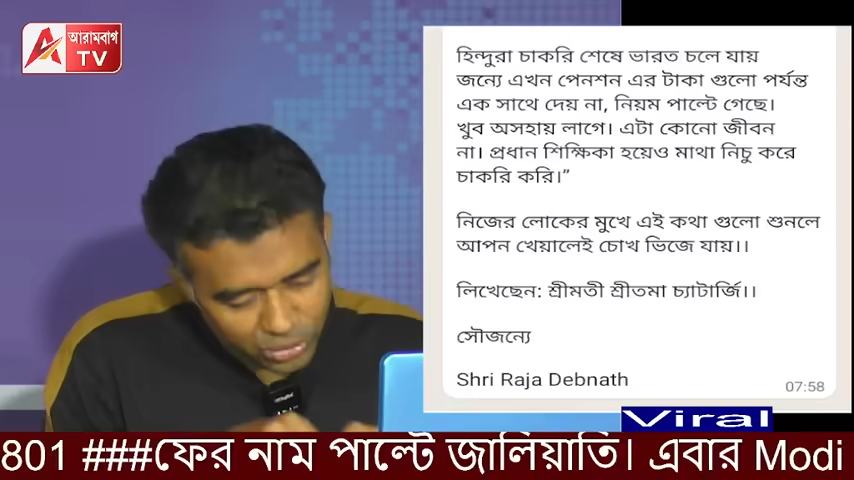 আরামবাগ
TV
হিন্দুরা চাকরি শেষে ভারত চলে যায়
জন্যে এখন পেনশন এর টাকা গুলো পর্যন্ত
এক সাথে দেয় না, নিয়ম পাল্টে গেছে।
খুব অসহায় লাগে। এটা কোনো জীবন
না। প্রধান শিক্ষিকা হয়েও মাথা নিচু করে
চাকরি করি।”
নিজের লোকের মুখে এই কথা গুলো শুনলে
আপন খেয়ালেই চোখ ভিজে যায়।।
লিখেছেন: শ্রীমতী শ্রীতমা চ্যাটার্জি।।
সৌজন্যে
Shri Raja Debnath
07:58
Viral
801 ###ফের নাম পাল্টে জালিয়াতি। এবার Modi